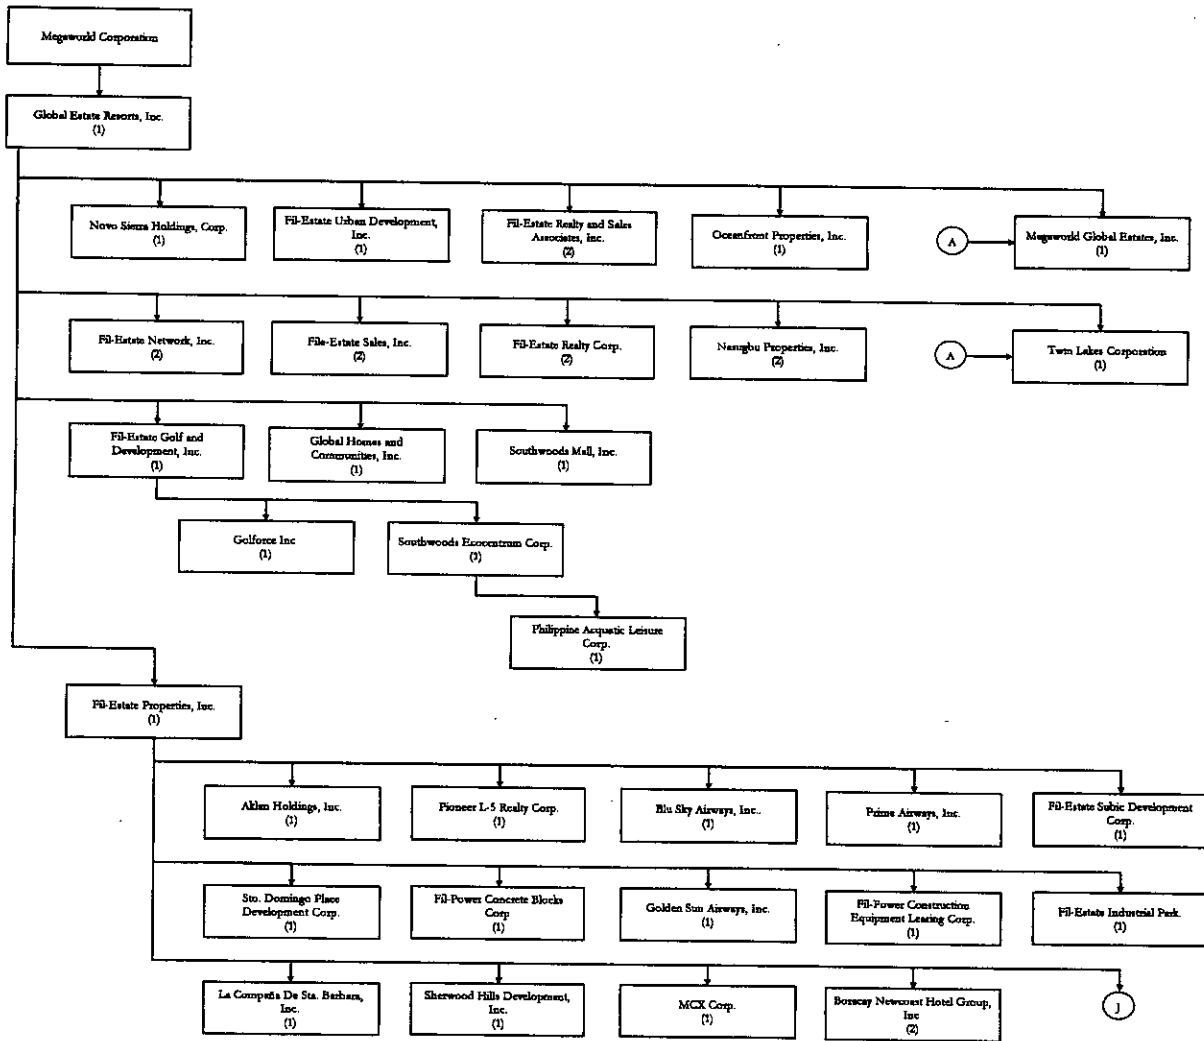 Megaworld Corporation
Global Estate Resorts, Inc.
(1)
Novo Sierra Holdings, Corp.
(1)
Fil-Estate Urban Development,
Inc.
(1)
Fil-Estate Realty and Sales
Associates, Inc.
(2)
Oceanfront Properties, Inc.
(1)
A
Megaworld Global Estates, Inc.
(1)
Fil-Estate Network, Inc.
(2)
File-Estate Sales, Inc.
(2)
Fil-Estate Realty Corp.
(2)
Nasugbu Properties, Inc.
(2)
A
Twin Lakes Corporation
(1)
Fil-Estate Golf and
Development, Inc.
(1)
Global Homes and
Communities, Inc.
(1)
Southwoods Mall, Inc.
(1)
Golforce Inc
(1)
Southwoods Ecocentrum Corp.
(3)
Philippine Acquatic Leisure
Corp.
(1)
Fil-Estate Properties, Inc.
(1)
Aklan Holdings, Inc.
(1)
Pioneer L-5 Realty Corp.
(1)
Blu Sky Airways, Inc..
(1)
Prime Airways, Inc.
(1)
Fil-Estate Subic Development
Corp.
(1)
Sto. Domingo Place
Development Corp.
(1)
Fil-Power Concrete Blocks
Corp
(1)
Golden Sun Airways, Inc.
(1)
Fil-Power Construction
Equipment Leasing Corp.
(1)
Fil-Estate Industrial Park.
(1)
La Compaña De Sta. Barbara,
Inc.
(1)
Sherwood Hills Development,
Inc.
(1)
MCX Corp.
(1)
Boracay Newcoast Hotel Group,
Inc
(2)
J